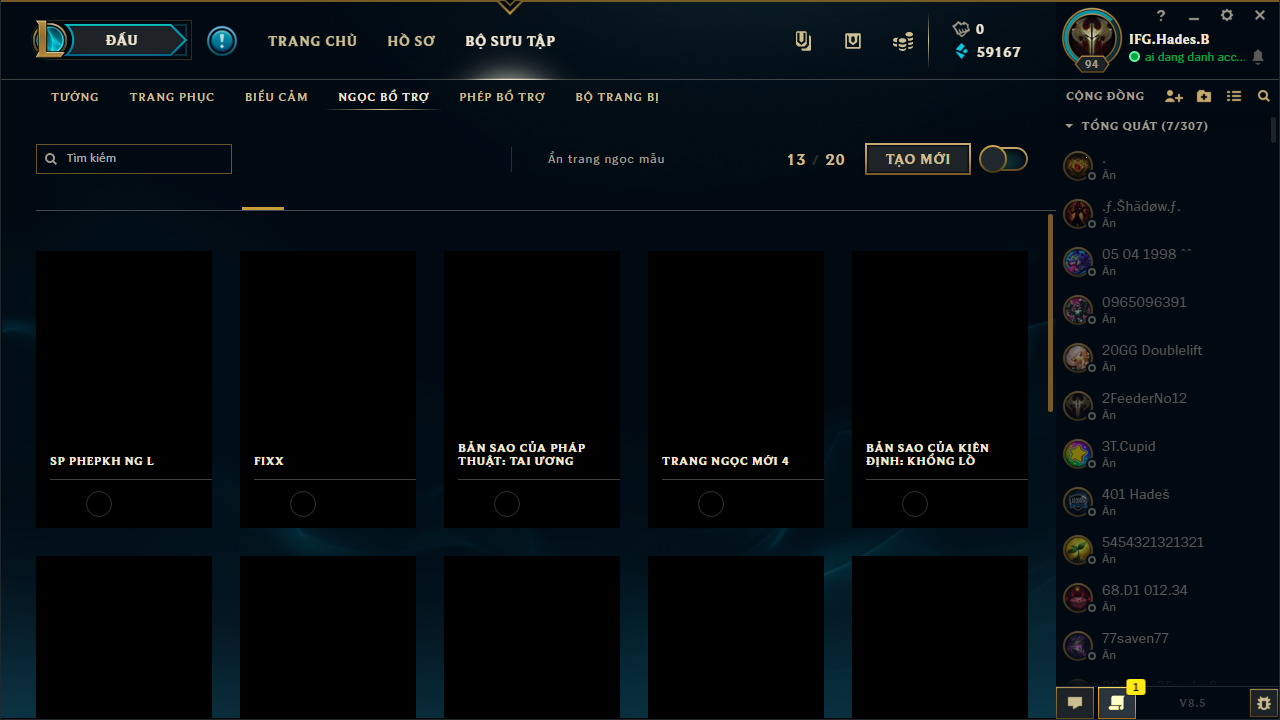 ĐẤU
TRANG CHỦ
HỒ SƠ
BỘ SƯU TẬP
0
59167
94
IFG.Hades.B
ai dang danh acc...
TƯỚNG
TRANG PHỤC
BIỂU CẢM
NGỌC BỔ TRỢ
PHÉP BỔ TRỢ
BỘ TRANG BỊ
CỘNG ĐỒNG
TỔNG QUÁT (7/307)
Tìm kiếm
Ẩn trang ngọc mẫu
13 / 20
TẠO MỚI
SP PHEPKH NG L
FIXX
BẢN SAO CỦA PHÁP
THUẬT: TAI ƯƠNG
TRANG NGỌC MỚI 4
BẢN SAO CỦA KIÊN
ĐỊNH: KHỔNG LỒ
.
Ẩn
.ƒ.Šhädøw.ƒ.
Ẩn
05 04 1998 ^^
Ẩn
0965096391
Ẩn
20GG Doublelift
Ẩn
2FeederNo12
Ẩn
3T.Cupid
Ẩn
401 Hadeš
Ẩn
5454321321321
Ẩn
68.D1 012.34
Ẩn
77saven77
Ẩn
1
V8.5